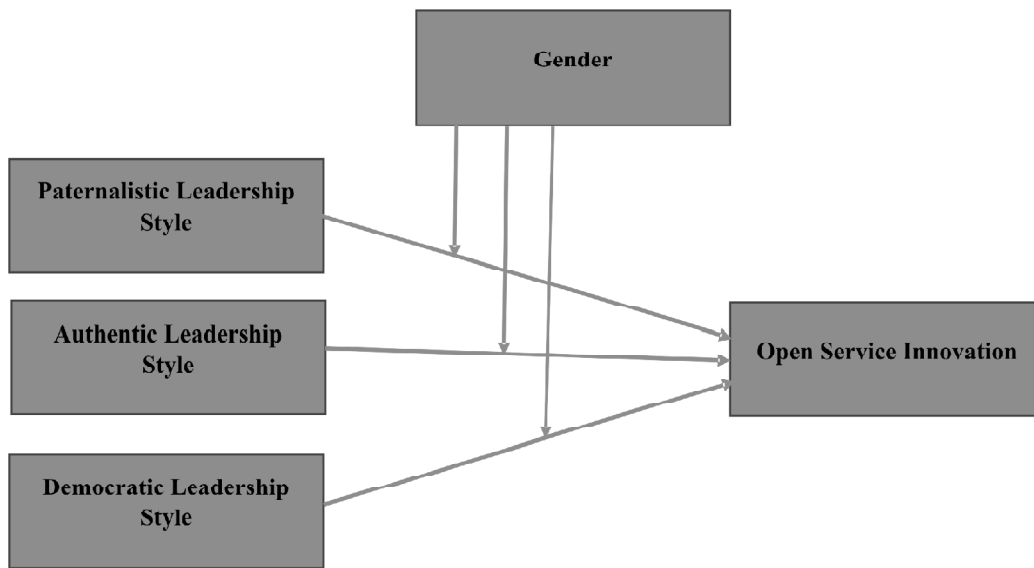 Gender
Paternalistic Leadership
Style
Authentic Leadership
Style
Open Service Innovation
Democratic Leadership
Style